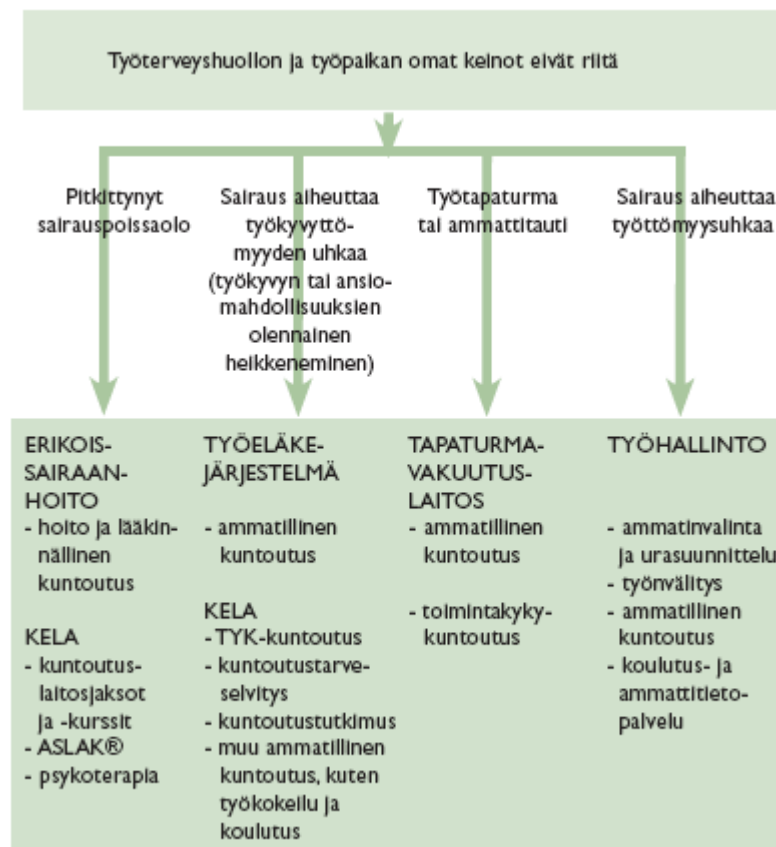 Työterveyshuollon ja työpaikan omat keinot eivät riitä
Pitkittynyt
sairauspoissaolo
Sairaus aiheuttaa
työkyvyttö-
myyden uhkaa
(työkyvyn tai ansio-
mahdollisuuksien
olennainen
heikkeneminen)
Työtapaturma
tai ammattitauti
Sairaus aiheuttaa
työttömyysuhkaa
ERIKOIS-
SAIRAAN-
HOITO
- hoito ja lääkin-
nällinen
kuntoutus
KELA
- kuntoutus-
laitosjaksot
ja -kurssit
- ASLAK®
- psykoterapia
TYÖELÄKE-
JÄRJESTELMÄ
- ammatillinen
kuntoutus
KELA
- TYK-kuntoutus
- kuntoutustarve-
selvitys
- kuntoutustutkimus
- muu ammatillinen
kuntoutus, kuten
työkokeilu ja
koulutus
TAPATURMA-
VAKUUTUS-
LAITOS
- ammatillinen
kuntoutus
- toimintakyky-
kuntoutus
TYÖHALLINTO
- ammatinvalinta
ja urasuunnittelu
- työnvälitys
- ammatillinen
kuntoutus
- koulutus- ja
ammattitieto-
palvelu